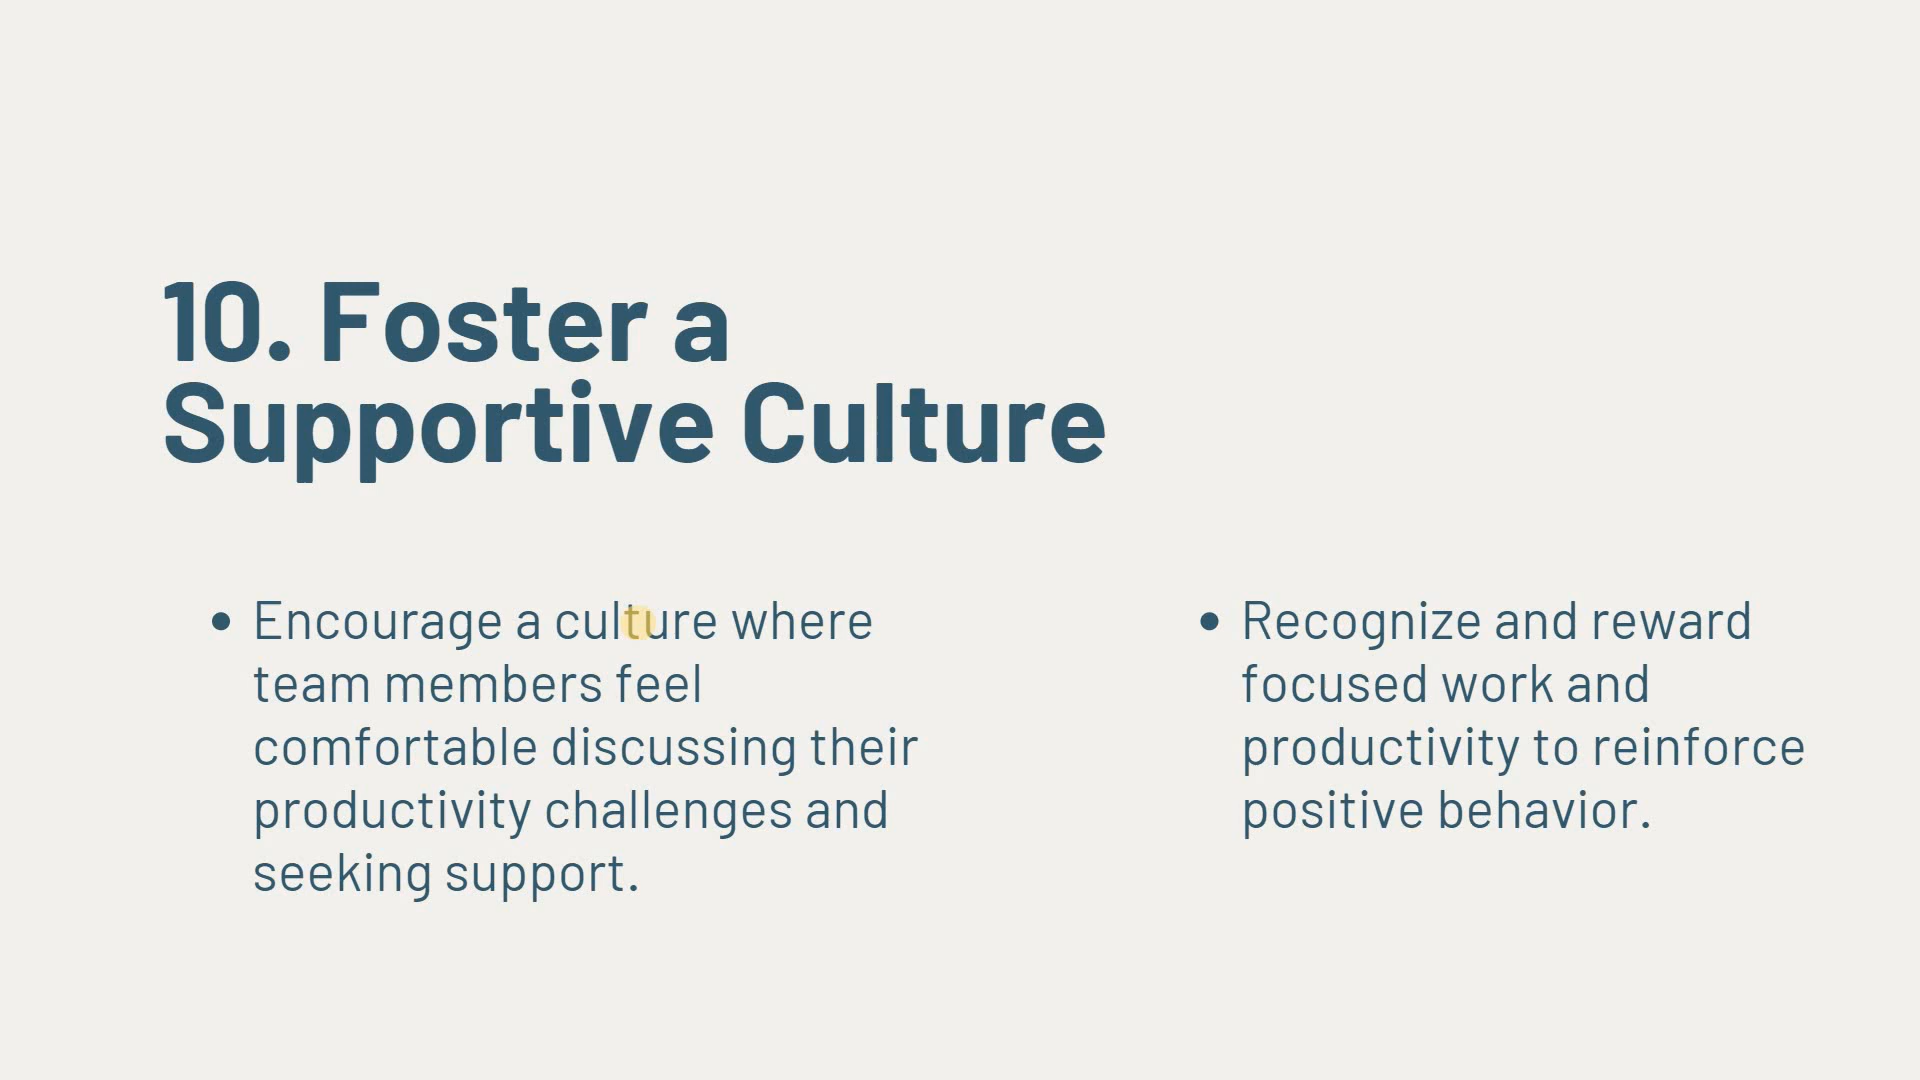 10. Foster a
Supportive Culture
• Encourage a culture where
team members feel
comfortable discussing their
productivity challenges and
seeking support.
• Recognize and reward
focused work and
productivity to reinforce
positive behavior.